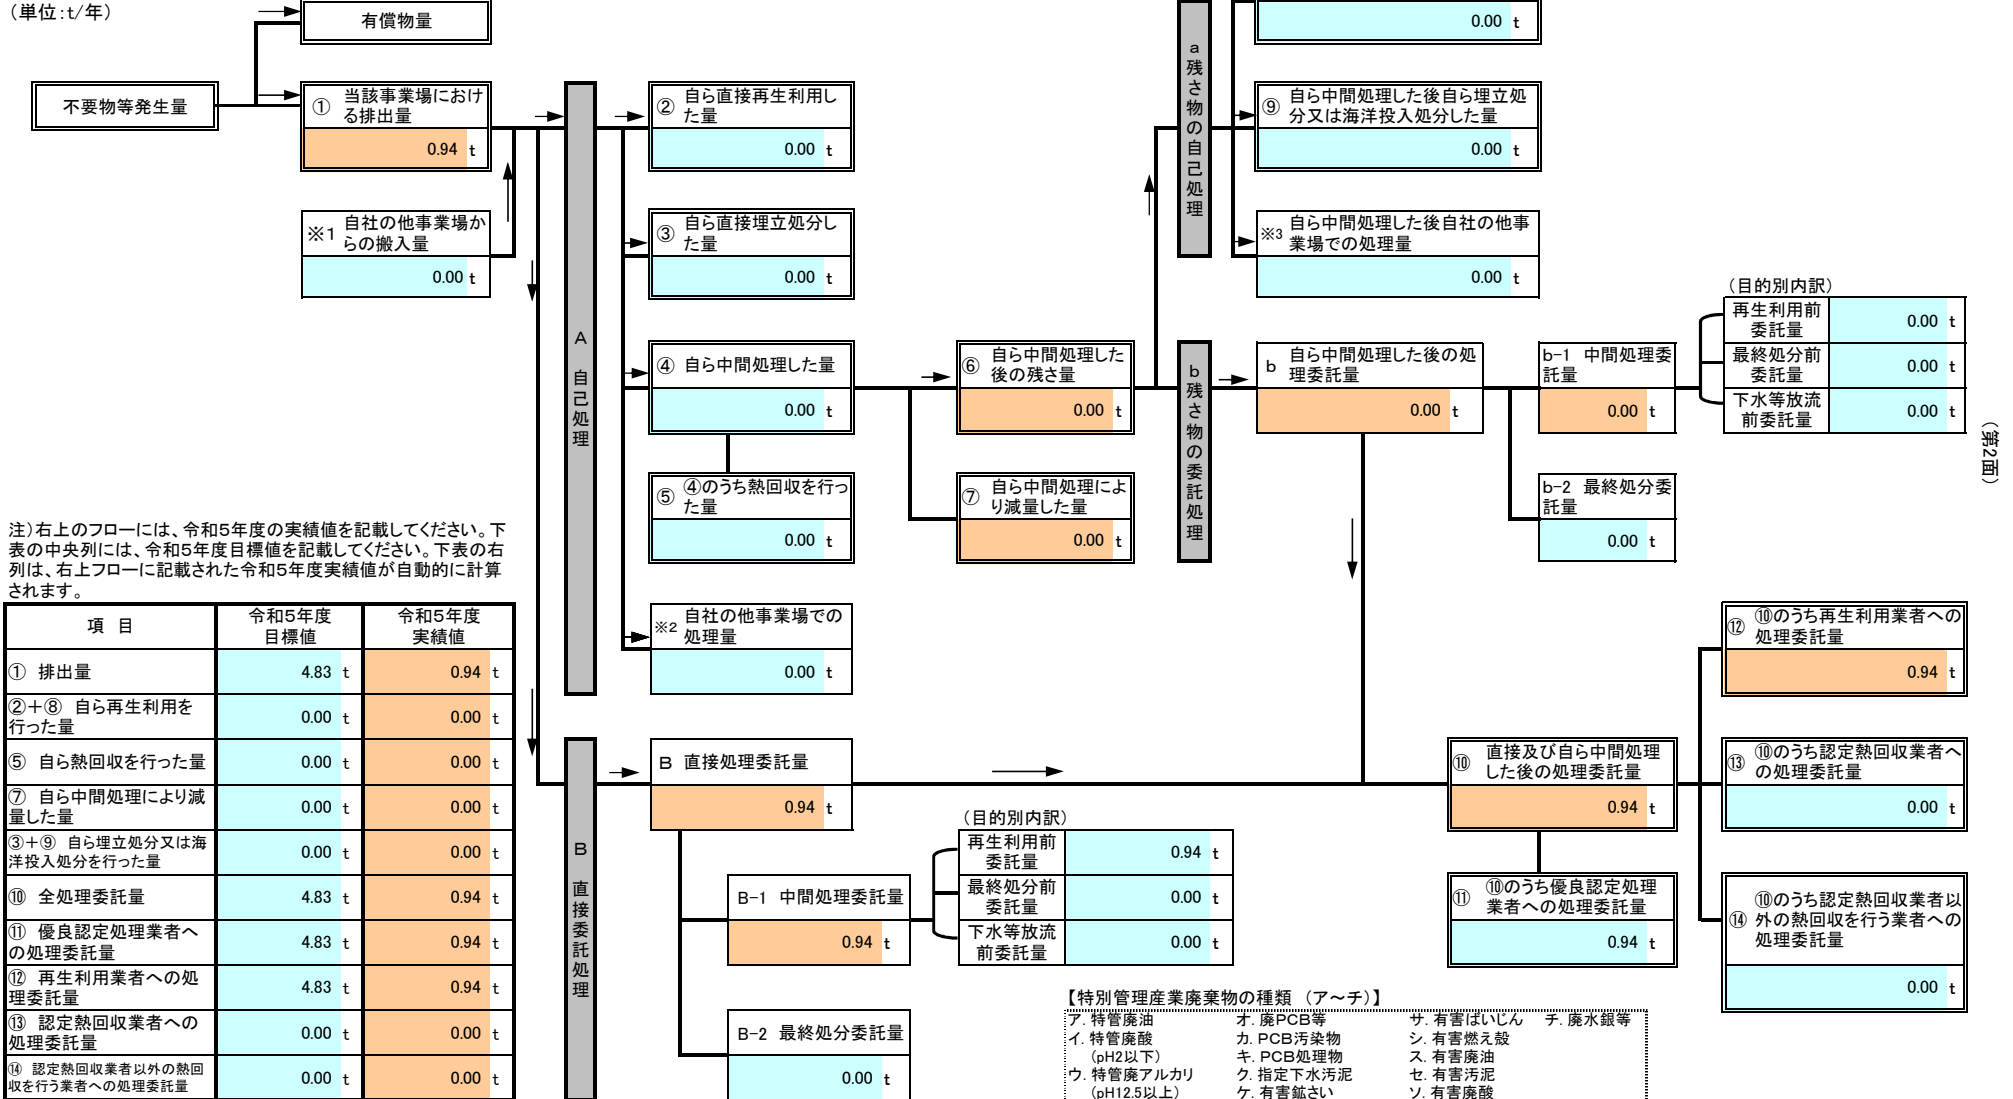 （単位：t/年）
有償物量
不要物等発生量
① 当該事業場におけ
る排出量
0.94 t
※1 自社の他事業場か
らの搬入量
0.00 t
A 自己処理
② 自ら直接再生利用し
た量
0.00 t
③ 自ら直接埋立処分し
た量
0.00 t
④ 自ら中間処理した量
0.00 t
⑤ ④のうち熱回収を行っ
た量
0.00 t
※2 自社の他事業場での
処理量
0.00 t
⑥ 自ら中間処理した
後の残さ量
0.00 t
⑦ 自ら中間処理によ
り減量した量
0.00 t
a 残さ物の自己処理
0.00 t
⑨ 自ら中間処理した後自ら埋立処
分又は海洋投入処分した量
0.00 t
※3 自ら中間処理した後自社の他事
業場での処理量
0.00 t
b 残さ物の委託処理
b 自ら中間処理した後の処
理委託量
0.00 t
b-1 中間処理委
託量
0.00 t
b-2 最終処分委
託量
0.00 t
（目的別内訳）
再生利用前
委託量
0.00 t
最終処分前
委託量
0.00 t
下水等放流
前委託量
0.00 t
（第2面）
注）右上のフローには、令和5年度の実績値を記載してください。下
表の中央列には、令和5年度目標値を記載してください。下表の右
列は、右上フローに記載された令和5年度実績値が自動的に計算
されます。
項 目
令和5年度
目標値
令和5年度
実績値
① 排出量 4.83 t 0.94 t
②＋⑧ 自ら再生利用を
行った量 0.00 t 0.00 t
⑤ 自ら熱回収を行った量 0.00 t 0.00 t
⑦ 自ら中間処理により減
量した量 0.00 t 0.00 t
③＋⑨ 自ら埋立処分又は海
洋投入処分を行った量 0.00 t 0.00 t
⑩ 全処理委託量 4.83 t 0.94 t
⑪ 優良認定処理業者へ
の処理委託量 4.83 t 0.94 t
⑫ 再生利用業者への処
理委託量 4.83 t 0.94 t
⑬ 認定熱回収業者への
処理委託量 0.00 t 0.00 t
⑭ 認定熱回収業者以外の熱回
収を行う業者への処理委託量 0.00 t 0.00 t
B 直接委託処理
B 直接処理委託量
0.94 t
B-1 中間処理委託量
0.94 t
B-2 最終処分委託量
0.00 t
（目的別内訳）
再生利用前
委託量
0.94 t
最終処分前
委託量
0.00 t
下水等放流
前委託量
0.00 t
⑩ 直接及び自ら中間処理
した後の処理委託量
0.94 t
⑪ ⑩のうち優良認定処理
業者への処理委託量
0.94 t
⑫ ⑩のうち再生利用業者への
処理委託量
0.94 t
⑬ ⑩のうち認定熱回収業者へ
の処理委託量
0.00 t
⑭ ⑩のうち認定熱回収業者以
外の熱回収を行う業者への
処理委託量
0.00 t
【特別管理産業廃棄物の種類 （ア～チ）】
ア. 特管廃油 オ. 廃PCB等 サ. 有害ばいじん チ. 廃水銀等
イ. 特管廃酸 カ. PCB汚染物 シ. 有害燃え殻
（pH2以下） キ. PCB処理物 ス. 有害廃油
ウ. 特管廃アルカリ ク. 指定下水汚泥 セ. 有害汚泥
（pH12.5以上） ケ. 有害鉱さい ソ. 有害廃酸